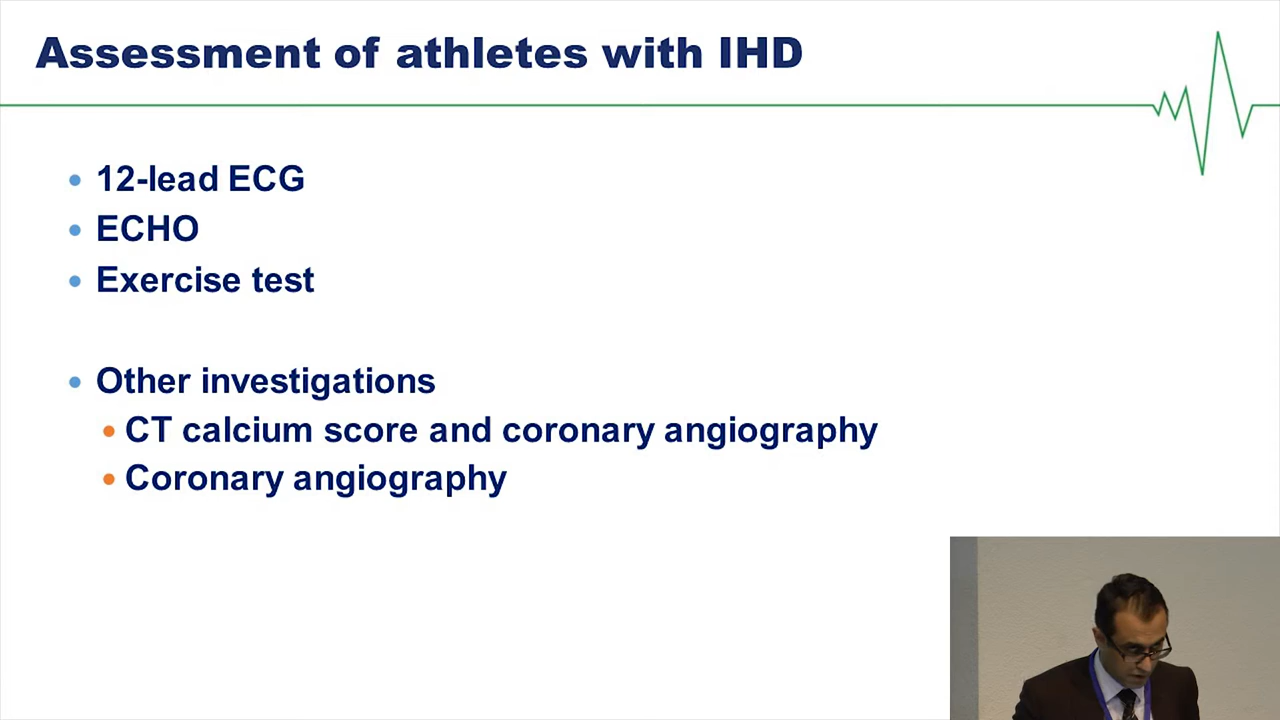 Assessment of athletes with IHD
12-lead ECG
ECHO
Exercise test
Other investigations
CT calcium score and coronary angiography
Coronary angiography